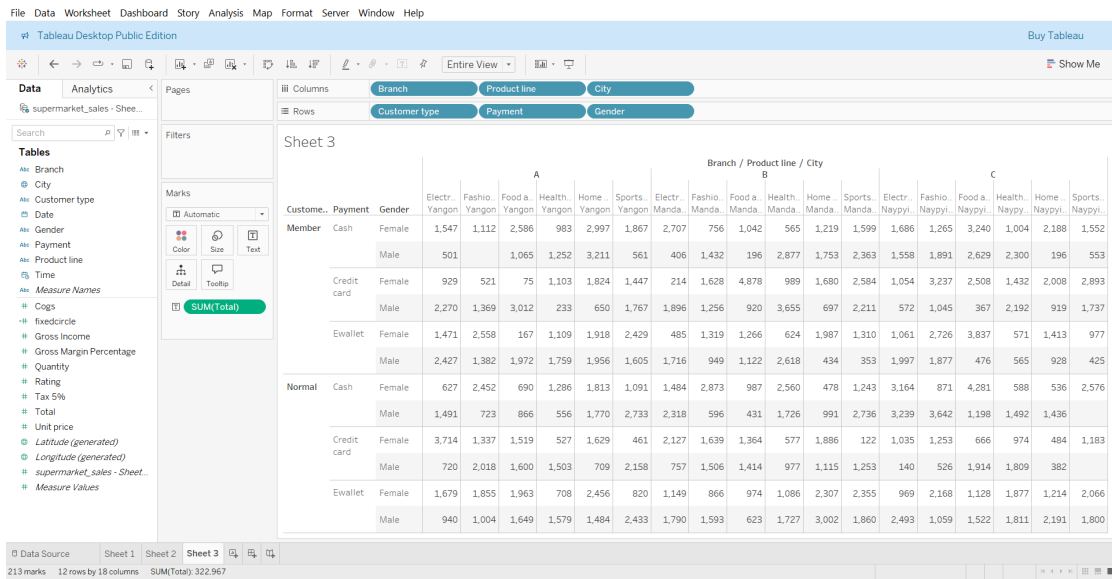 File Data Worksheet Dashboard Story Analysis Map Format Server Window Help
Tableau Desktop Public Edition Buy Tableau
Entire View Show Me
Data Analytics Pages Columns Branch Product line City
supermarket_sales - Shee... Rows Customer type Payment Gender
Search Filters
Sheet 3
Tables
Abc Branch
City
Abc Customer type
Date
Abc Gender
Abc Payment
Abc Product line
Time
Abc Measure Names
# Cogs
=# fixedcircle
# Gross Income
# Gross Margin Percentage
# Quantity
# Rating
# Tax 5%
# Total
# Unit price
Latitude (generated)
Longitude (generated)
# supermarket_sales - Sheet...
# Measure Values
Marks
Automatic
Color Size Text
Detail Tooltip
SUM(Total)
Branch / Product line / City
A B C
Electr.. Fashio.. Food a.. Health.. Home .. Sports.. Electr.. Fashio.. Food a.. Health.. Home .. Sports.. Electr.. Fashio.. Food a.. Health.. Home .. Sports..
Custome.. Payment Gender Yangon Yangon Yangon Yangon Yangon Yangon Manda.. Manda.. Manda.. Manda.. Manda.. Manda.. Naypyi.. Naypyi.. Naypyi.. Naypyi.. Naypyi.. Naypyi..
Member Cash Female 1,547 1,112 2,586 983 2,997 1,867 2,707 756 1,042 565 1,219 1,599 1,686 1,265 3,240 1,004 2,188 1,552
Male 501 1,065 1,252 3,211 561 406 1,432 196 2,877 1,753 2,363 1,558 1,891 2,629 2,300 196 553
Credit card Female 929 521 75 1,103 1,824 1,447 214 1,628 4,878 989 1,680 2,584 1,054 3,237 2,508 1,432 2,008 2,893
Male 2,270 1,369 3,012 233 650 1,767 1,896 1,256 920 3,655 697 2,211 572 1,045 367 2,192 919 1,737
Ewallet Female 1,471 2,558 167 1,109 1,918 2,429 485 1,319 1,266 624 1,987 1,310 1,061 2,726 3,837 571 1,413 977
Male 2,427 1,382 1,972 1,759 1,956 1,605 1,716 949 1,122 2,618 434 353 1,997 1,877 476 565 928 425
Normal Cash Female 627 2,452 690 1,286 1,813 1,091 1,484 2,873 987 2,560 478 1,243 3,164 871 4,281 588 536 2,576
Male 1,491 723 866 556 1,770 2,733 2,318 596 431 1,726 991 2,736 3,239 3,642 1,198 1,492 1,436
Credit card Female 3,714 1,337 1,519 527 1,629 461 2,127 1,639 1,364 577 1,886 122 1,035 1,253 666 974 484 1,183
Male 720 2,018 1,600 1,503 709 2,158 757 1,506 1,414 977 1,115 1,253 140 526 1,914 1,809 382
Ewallet Female 1,679 1,855 1,963 708 2,456 820 1,149 866 974 1,086 2,307 2,355 969 2,168 1,128 1,877 1,214 2,066
Male 940 1,004 1,649 1,579 1,484 2,433 1,790 1,593 623 1,727 3,002 1,860 2,493 1,059 1,522 1,811 2,191 1,800
Data Source Sheet 1 Sheet 2 Sheet 3
213 marks 12 rows by 18 columns SUM(Total): 322,967